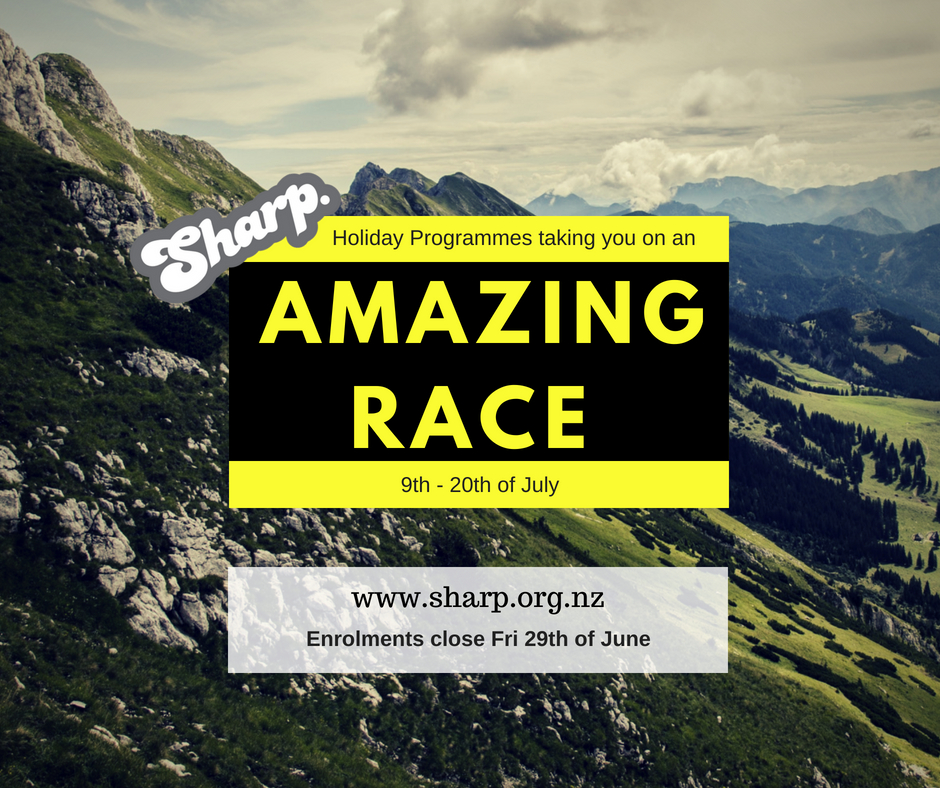 Sharp.
Holiday Programmes taking you on an
AMAZING
RACE
9th - 20th of July
www.sharp.org.nz
Enrolments close Fri 29th of June